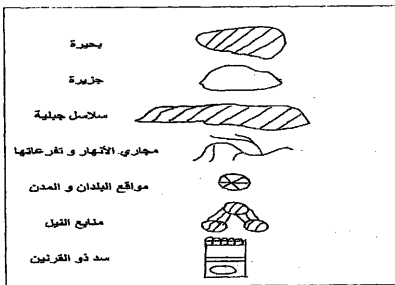 بحيرة
جزيرة
سلاسل جبلية
مجاري الأنهار و تفرعاتها
مواقع البلدان و المدن
منابع النيل
سد ذو القرنين